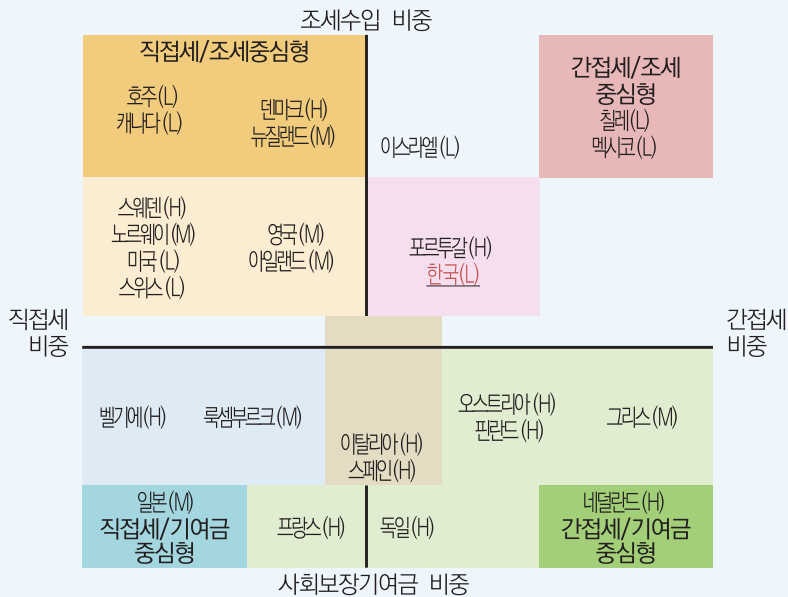 조세수입 비중
직접세/조세중심형
호주(L)
캐나다(L)
덴마크(H)
뉴질랜드(M)
이스라엘(L)
간접세/조세
중심형
칠레(L)
멕시코(L)
스웨덴(H)
노르웨이(M)
미국(L)
스위스(L)
영국(M)
아일랜드(M)
포르투갈(H)
한국(L)
직접세
비중
간접세
비중
벨기에(H)
룩셈부르크(M)
이탈리아(H)
스페인(H)
오스트리아(H)
핀란드(H)
그리스(M)
일본(M)
직접세/기여금
중심형
프랑스(H)
독일(H)
네덜란드(H)
간접세/기여금
중심형
사회보장기여금 비중